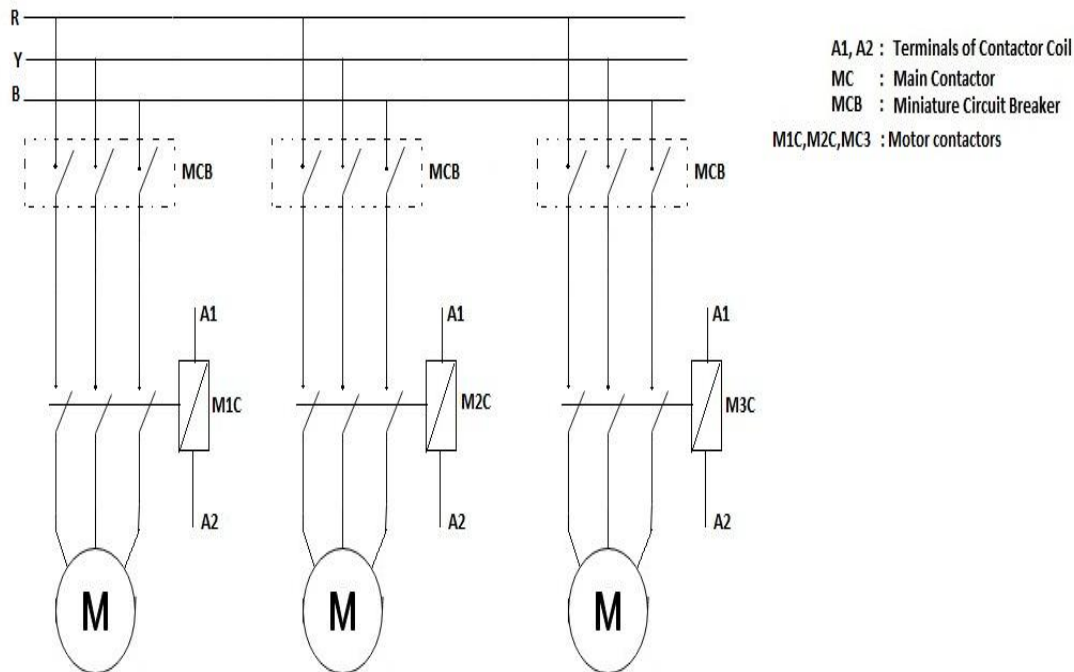 R
Y
B
A1, A2 : Terminals of Contactor Coil
MC : Main Contactor
MCB : Miniature Circuit Breaker
M1C,M2C,MC3 : Motor contactors
MCB
MCB
MCB
A1
A1
A1
M1C
M2C
M3C
A2
A2
A2
M
M
M